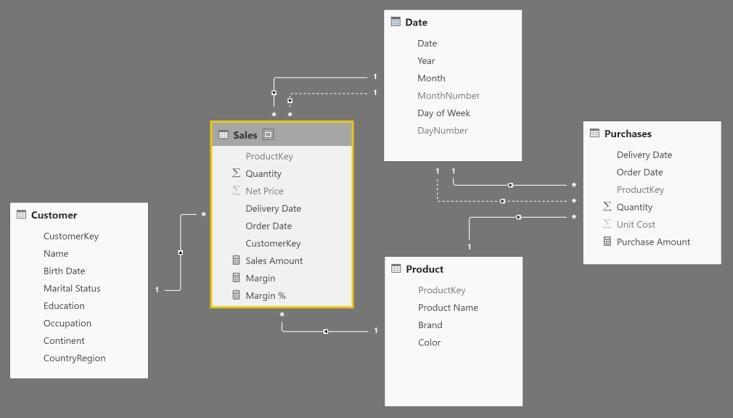 Date
Date
Year
Month
MonthNumber
Day of Week
DayNumber
1
1
* *
Sales
ProductKey
Quantity
Net Price
Delivery Date
Order Date
CustomerKey
Sales Amount
Margin
Margin %
Purchases
Delivery Date
Order Date
ProductKey
Quantity
Unit Cost
Purchase Amount
1 1
*
*
*
1
Customer
CustomerKey
Name
Birth Date
Marital Status
Education
Occupation
Continent
CountryRegion
*
1
Product
ProductKey
Product Name
Brand
Color
*
1